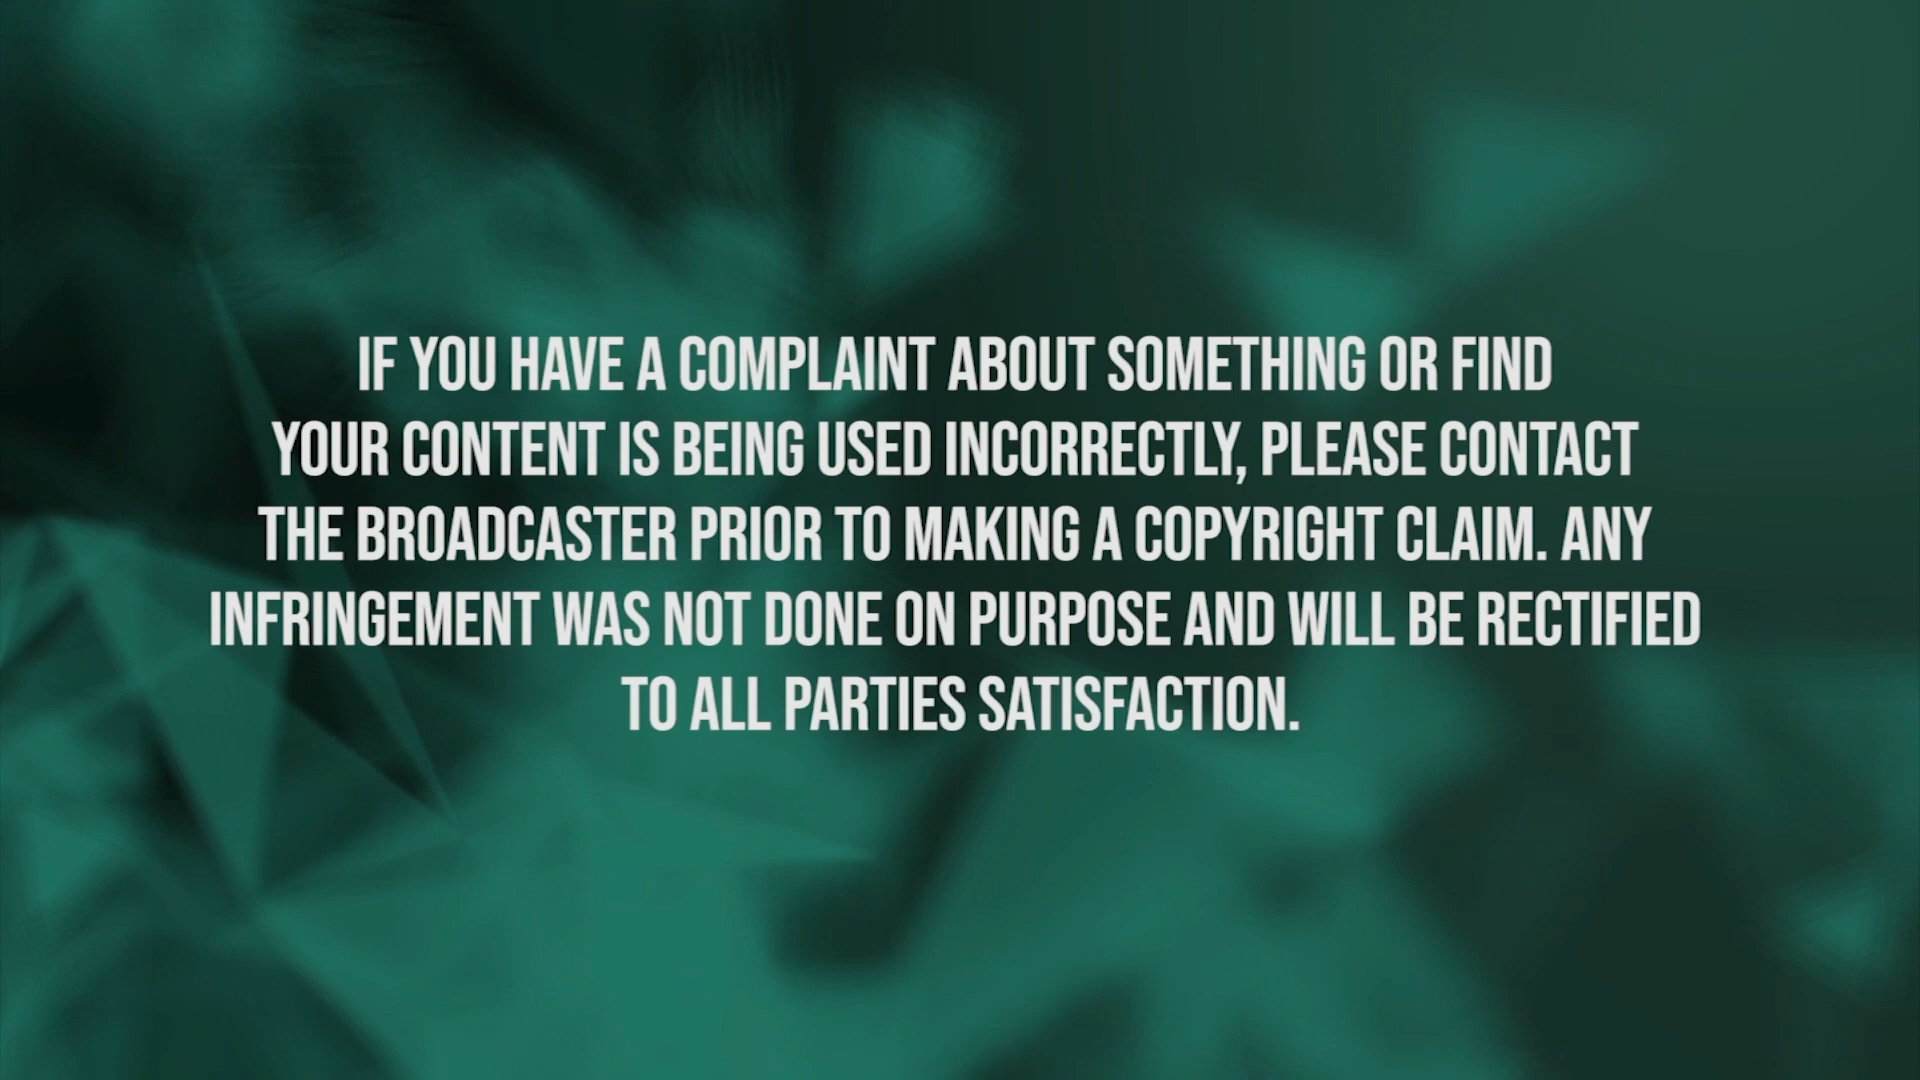 IF YOU HAVE A COMPLAINT ABOUT SOMETHING OR FIND
YOUR CONTENT IS BEING USED INCORRECTLY, PLEASE CONTACT
THE BROADCASTER PRIOR TO MAKING A COPYRIGHT CLAIM. ANY
INFRINGEMENT WAS NOT DONE ON PURPOSE AND WILL BE RECTIFIED
TO ALL PARTIES SATISFACTION.